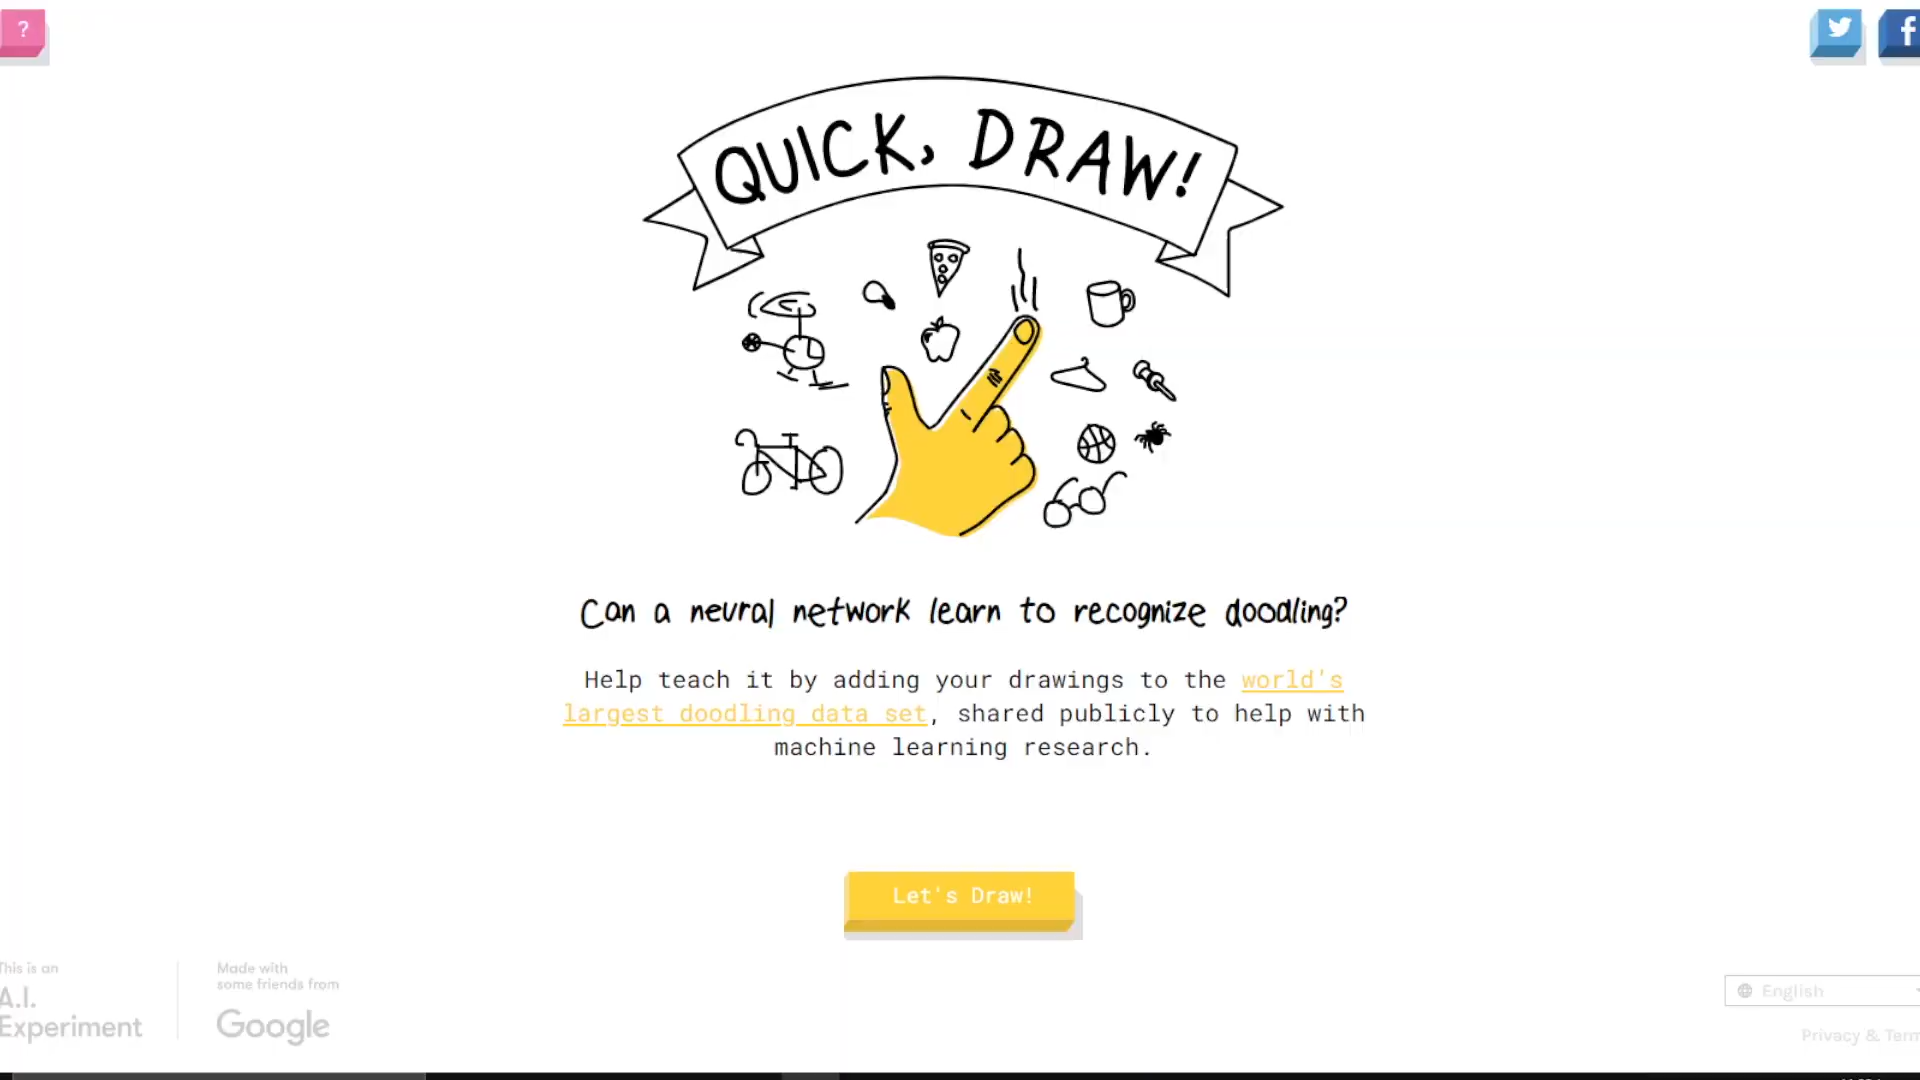 ?
QUICK, DRAW!
Can a neural network learn to recognize doodling?
Help teach it by adding your drawings to the world's
largest doodling data set, shared publicly to help with
machine learning research.
Let's Draw!
This is an
A.I.
Experiment
Made with
some friends from
Google
English
Privacy & Term